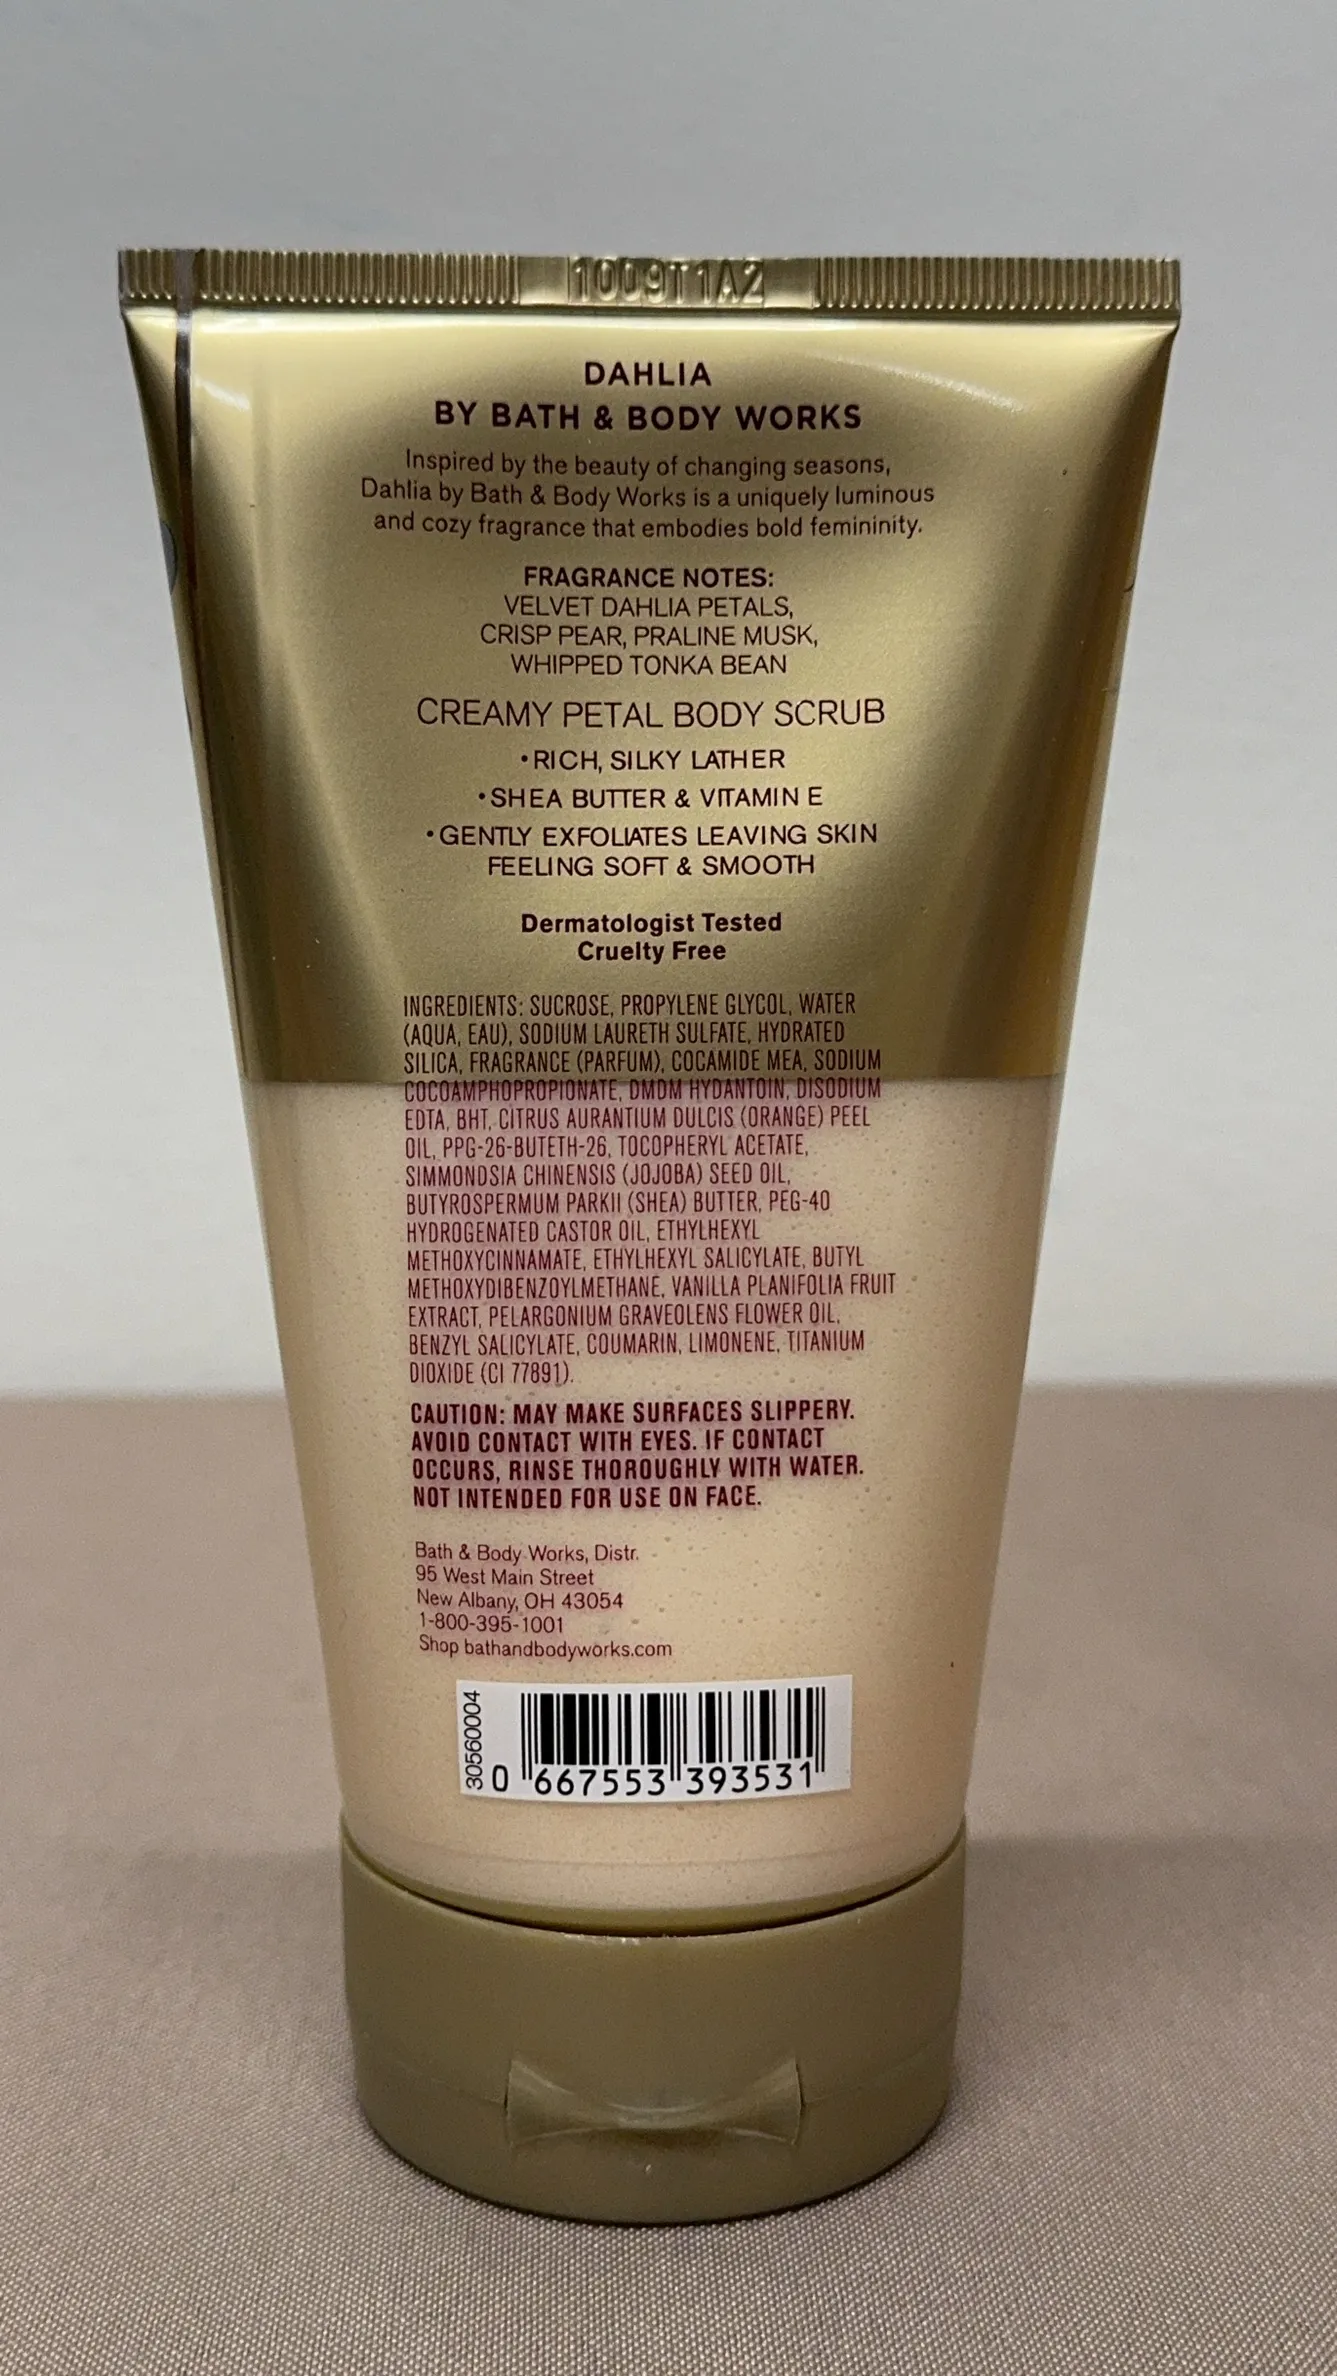 1009T1A2
DAHLIA
BY BATH & BODY WORKS
Inspired by the beauty of changing seasons,
Dahlia by Bath & Body Works is a uniquely luminous
and cozy fragrance that embodies bold femininity.
FRAGRANCE NOTES:
VELVET DAHLIA PETALS,
CRISP PEAR, PRALINE MUSK,
WHIPPED TONKA BEAN
CREAMY PETAL BODY SCRUB
•RICH, SILKY LATHER
•SHEA BUTTER & VITAMIN E
•GENTLY EXFOLIATES LEAVING SKIN
FEELING SOFT & SMOOTH
Dermatologist Tested
Cruelty Free
INGREDIENTS: SUCROSE, PROPYLENE GLYCOL, WATER
(AQUA, EAU), SODIUM LAURETH SULFATE, HYDRATED
SILICA, FRAGRANCE (PARFUM), COCAMIDE MEA, SODIUM
COCOAMPHOPROPIONATE, DMDM HYDANTOIN, DISODIUM
EDTA, BHT, CITRUS AURANTIUM DULCIS (ORANGE) PEEL
OIL, PPG-26-BUTETH-26, TOCOPHERYL ACETATE,
SIMMONDSIA CHINENSIS (JOJOBA) SEED OIL,
BUTYROSPERMUM PARKII (SHEA) BUTTER, PEG-40
HYDROGENATED CASTOR OIL, ETHYLHEXYL
METHOXYCINNAMATE, ETHYLHEXYL SALICYLATE, BUTYL
METHOXYDIBENZOYLMETHANE, VANILLA PLANIFOLIA FRUIT
EXTRACT, PELARGONIUM GRAVEOLENS FLOWER OIL,
BENZYL SALICYLATE, COUMARIN, LIMONENE, TITANIUM
DIOXIDE (CI 77891).
CAUTION: MAY MAKE SURFACES SLIPPERY.
AVOID CONTACT WITH EYES. IF CONTACT
OCCURS, RINSE THOROUGHLY WITH WATER.
NOT INTENDED FOR USE ON FACE.
Bath & Body Works, Distr.
95 West Main Street
New Albany, OH 43054
1-800-395-1001
Shop bathandbodyworks.com
30560004
0 667553 393531